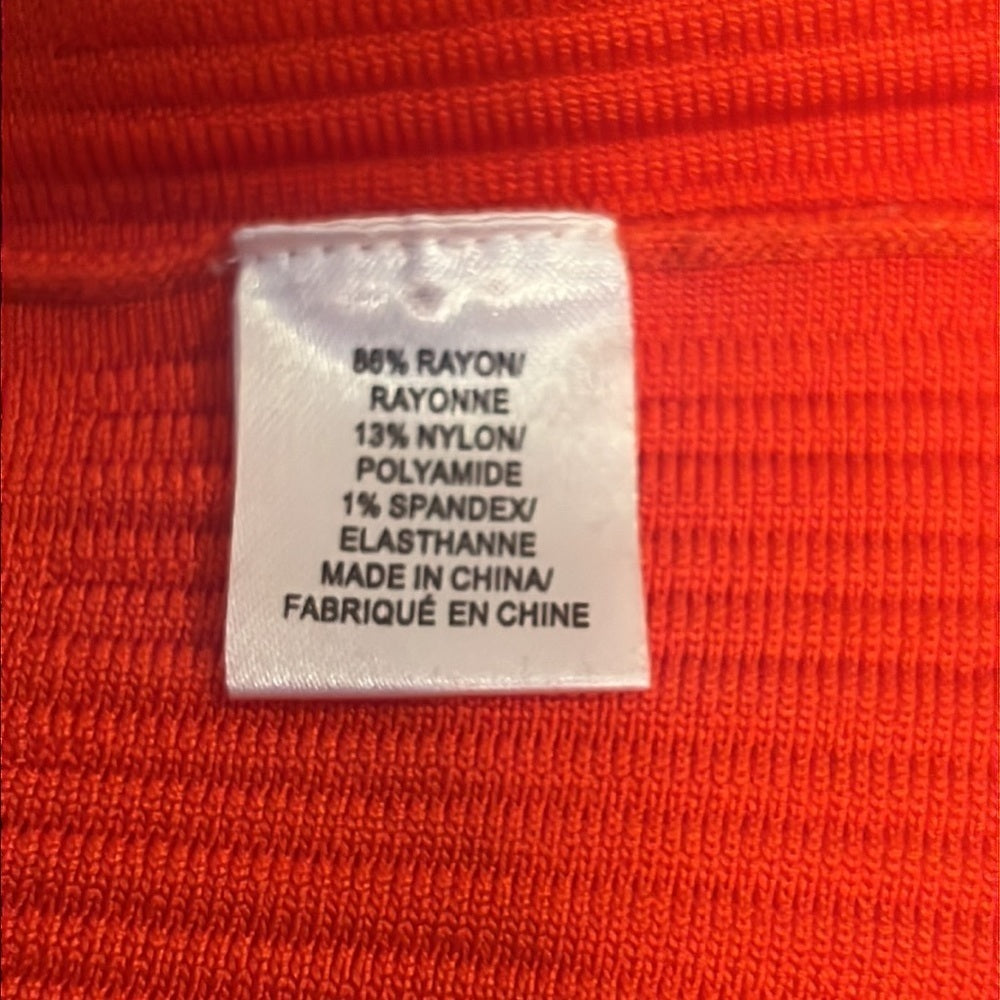 86% RAYON/
RAYONNE
13% NYLON/
POLYAMIDE
1% SPANDEX/
ELASTHANNE
MADE IN CHINA/
FABRIQUÉ EN CHINE